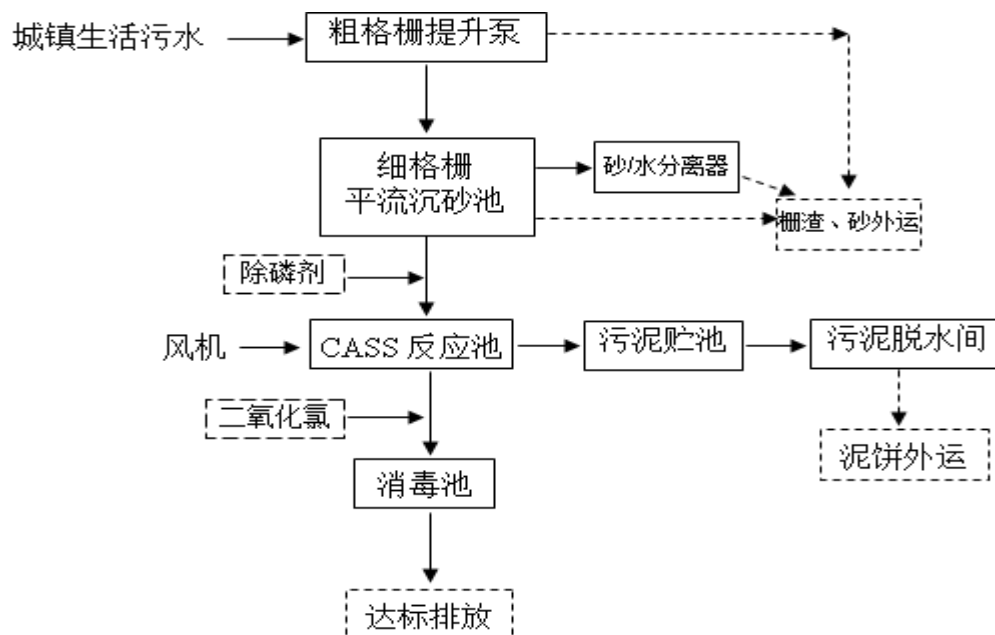 城镇生活污水
粗格栅提升泵
细格栅
平流沉砂池
砂/水分离器
栅渣、砂外运
除磷剂
风机
CASS 反应池
污泥贮池
污泥脱水间
二氧化氯
泥饼外运
消毒池
达标排放